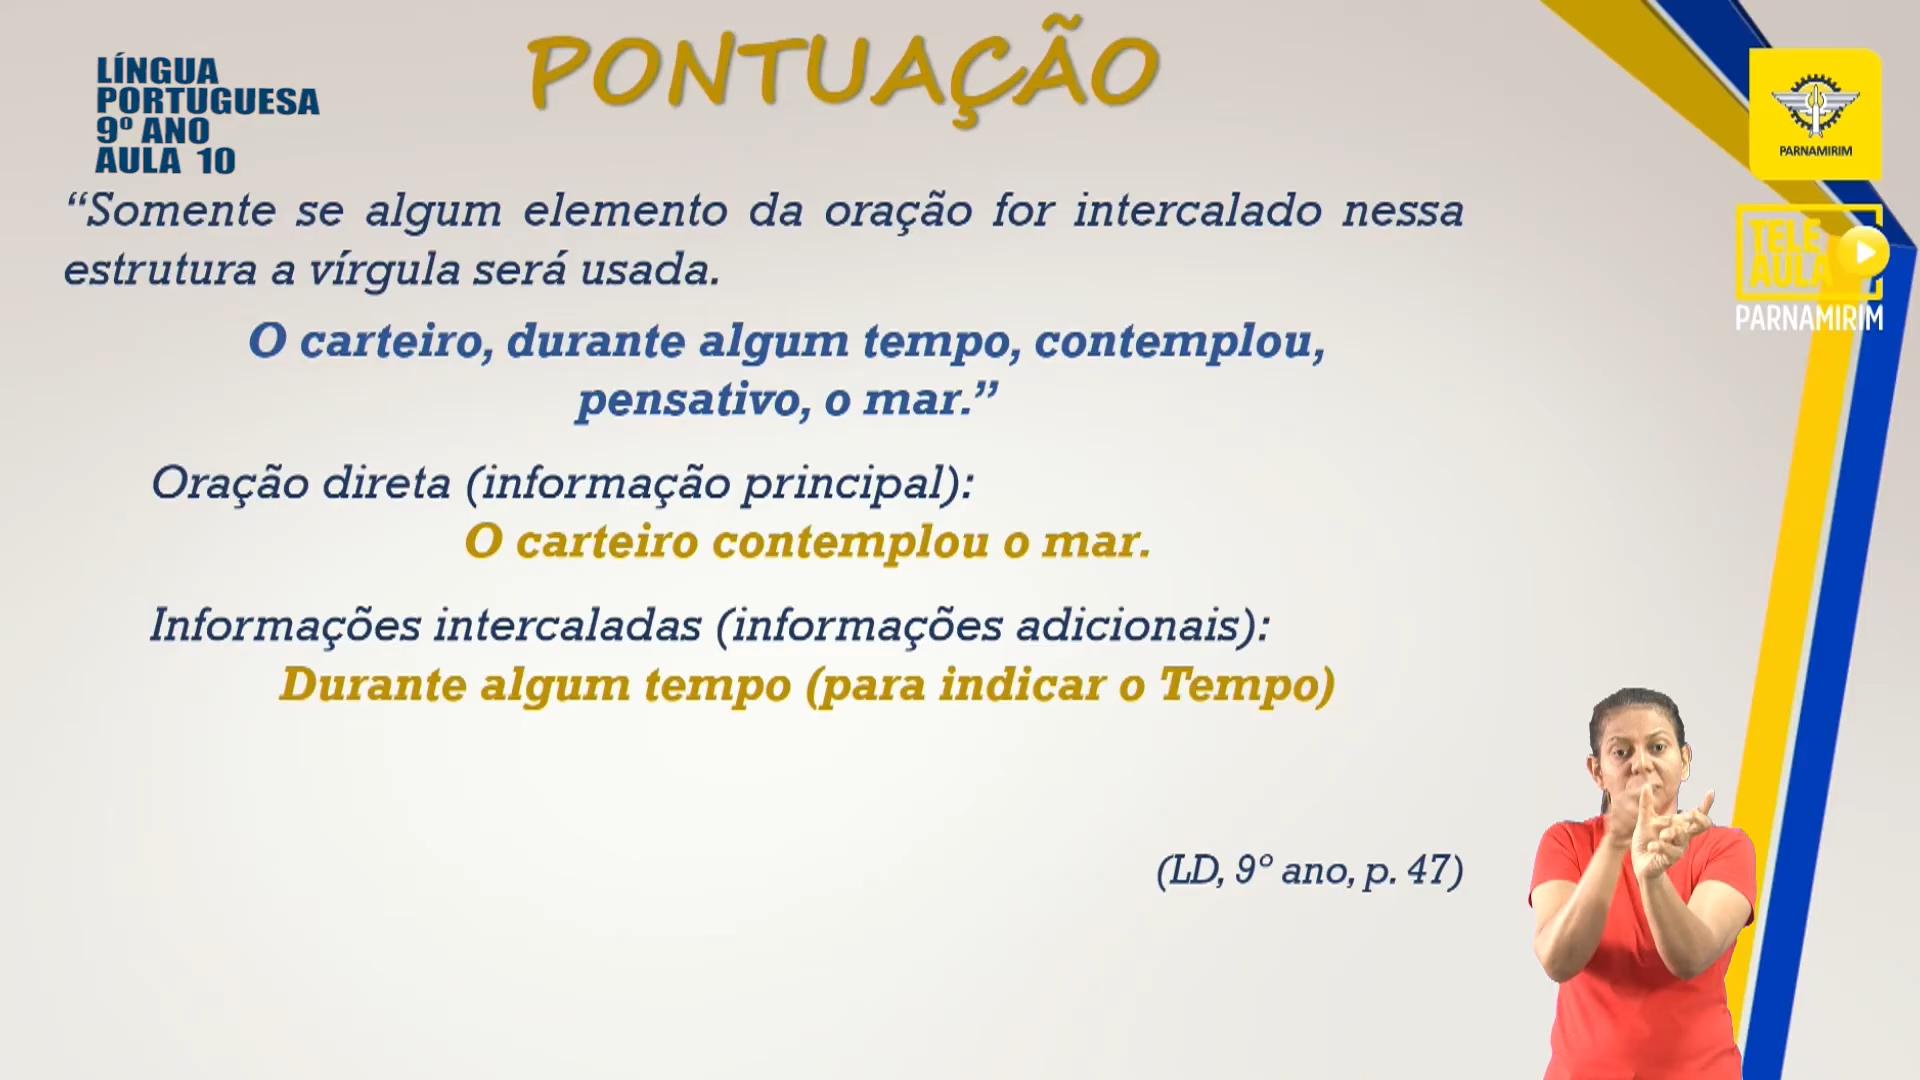 PONTUAÇÃO
LÍNGUA
PORTUGUESA
9º ANO
AULA 10
PARNAMIRIM
TELE
AULA
PARNAMIRIM
“Somente se algum elemento da oração for intercalado nessa
estrutura a vírgula será usada.
O carteiro, durante algum tempo, contemplou,
pensativo, o mar.”
Oração direta (informação principal):
O carteiro contemplou o mar.
Informações intercaladas (informações adicionais):
Durante algum tempo (para indicar o Tempo)
(LD, 9º ano, p. 47)